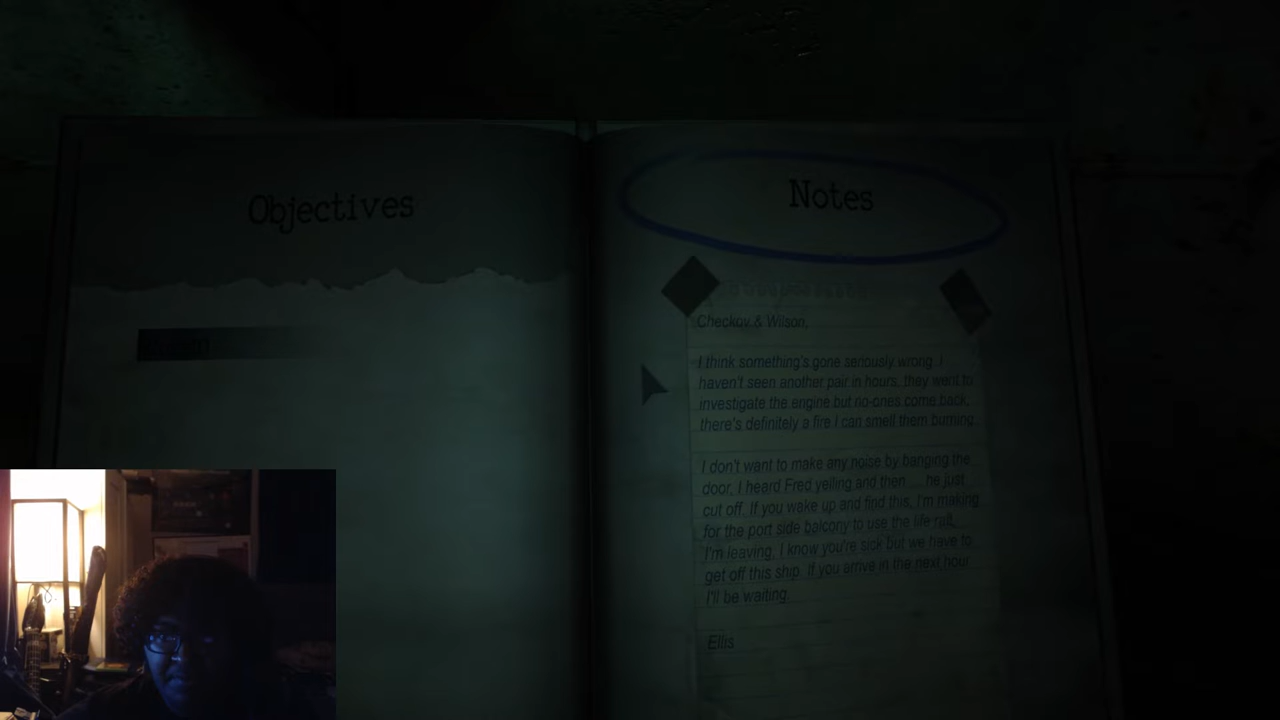 Objectives
Notes
Checkov & Wilson,
I think something's gone seriously wrong. I
haven't seen another pair in hours, they went to
investigate the engine but no-ones come back,
there's definitely a fire I can smell them burning.
I don't want to make any noise by banging the
door, I heard Fred yelling and then .... he just
cut off. If you wake up and find this, I'm making
for the port side balcony to use the life raft,
I'm leaving, I know you're sick but we have to
get off this ship. If you arrive in the next hour
I'll be waiting.
Ellis